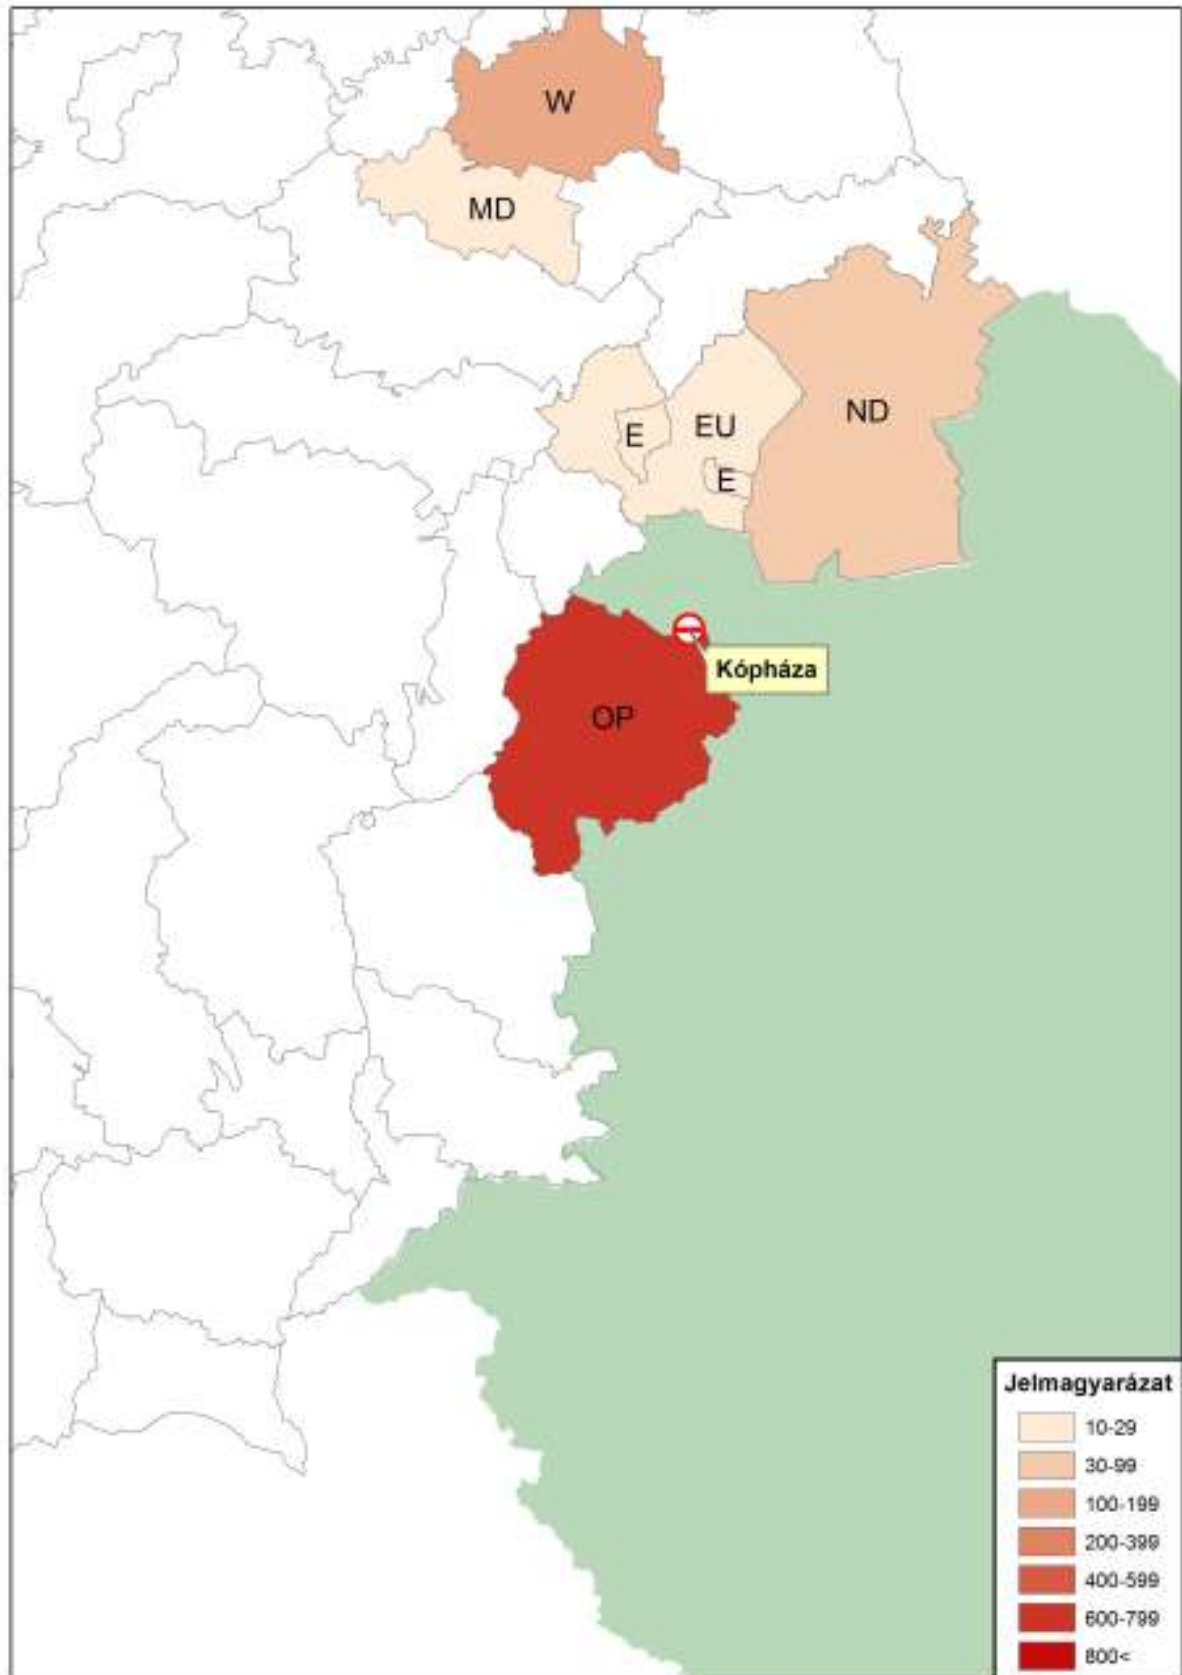 W
MD
ND
EU
E
E
Kópháza
OP
Jelmagyarázat
10-29
30-99
100-199
200-399
400-599
600-799
800<